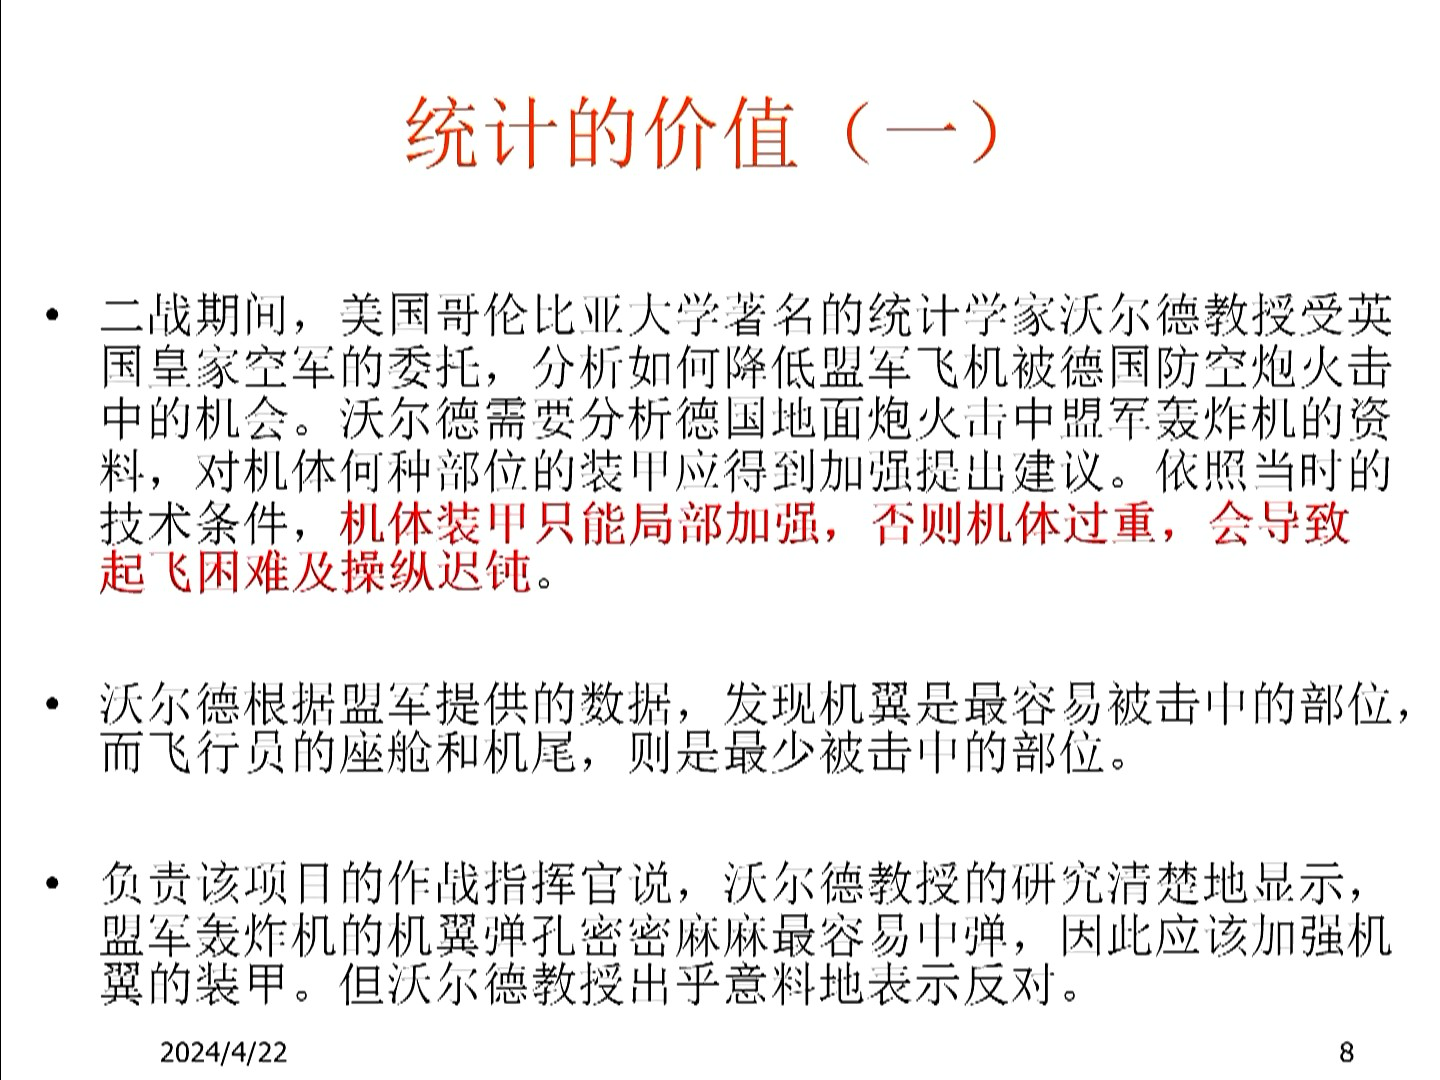 统计的价值（一）
• 二战期间，美国哥伦比亚大学著名的统计学家沃尔德教授受英
国皇家空军的委托，分析如何降低盟军飞机被德国防空炮火击
中的机会。沃尔德需要分析德国地面炮火击中盟军轰炸机的资
料，对机体何种部位的装甲应得到加强提出建议。依照当时的
技术条件，机体装甲只能局部加强，否则机体过重，会导致
起飞困难及操纵迟钝。
• 沃尔德根据盟军提供的数据，发现机翼是最容易被击中的部位，
而飞行员的座舱和机尾，则是最少被击中的部位。
• 负责该项目的作战指挥官说，沃尔德教授的研究清楚地显示，
盟军轰炸机的机翼弹孔密密麻麻最容易中弹，因此应该加强机
翼的装甲。但沃尔德教授出乎意料地表示反对。
2024/4/22
8